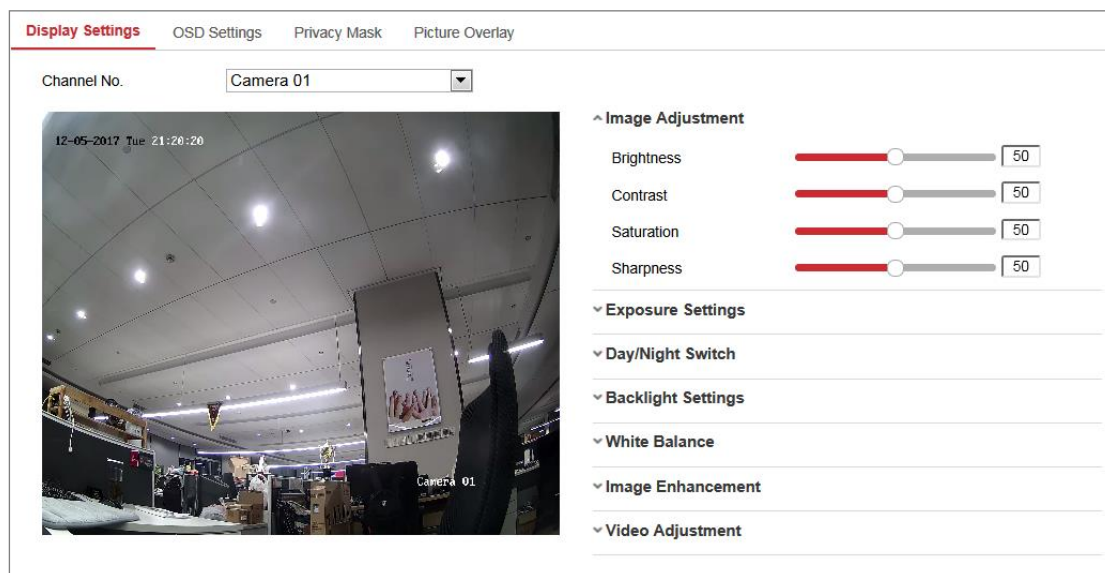 Display Settings OSD Settings Privacy Mask Picture Overlay
Channel No. Camera 01
12-05-2017 Tue 21:20:20
Camera 01
Image Adjustment
Brightness 50
Contrast 50
Saturation 50
Sharpness 50
Exposure Settings
Day/Night Switch
Backlight Settings
White Balance
Image Enhancement
Video Adjustment